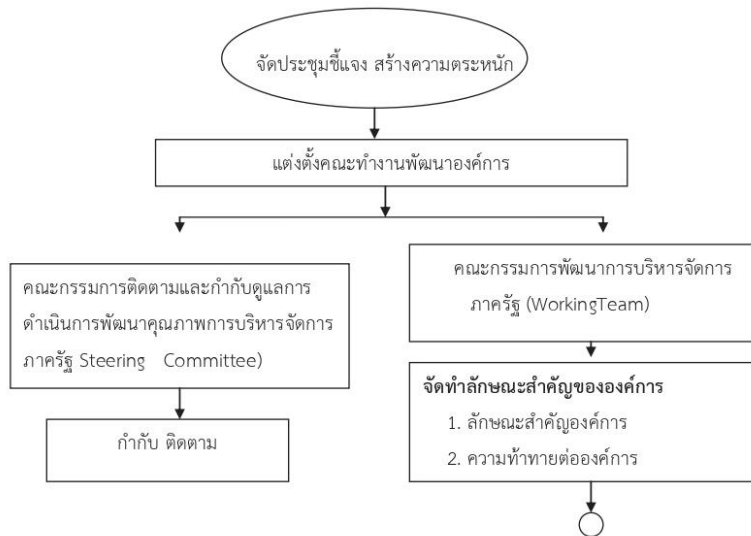 จัดประชุมชี้แจง สร้างความตระหนัก
แต่งตั้งคณะทำงานพัฒนาองค์การ
คณะกรรมการติดตามและกำกับดูแลการ
ดำเนินการพัฒนาคุณภาพการบริหารจัดการ
ภาครัฐ Steering Committee)
กำกับ ติดตาม
คณะกรรมการพัฒนาการบริหารจัดการ
ภาครัฐ (WorkingTeam)
จัดทำลักษณะสำคัญขององค์การ
1. ลักษณะสำคัญองค์การ
2. ความท้าทายต่อองค์การ